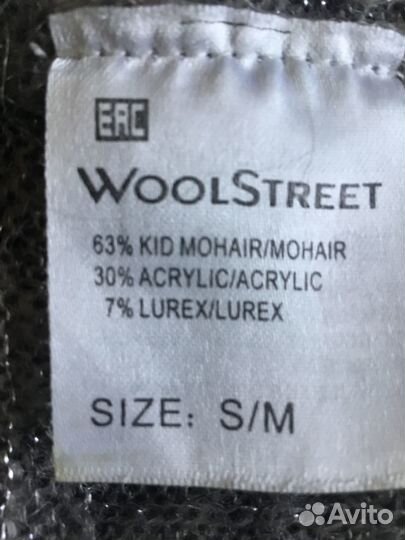 EAC
WOOLSTREET
63% KID MOHAIR/MOHAIR
30% ACRYLIC/ACRYLIC
7% LUREX/LUREX
SIZE: S/M
Avito